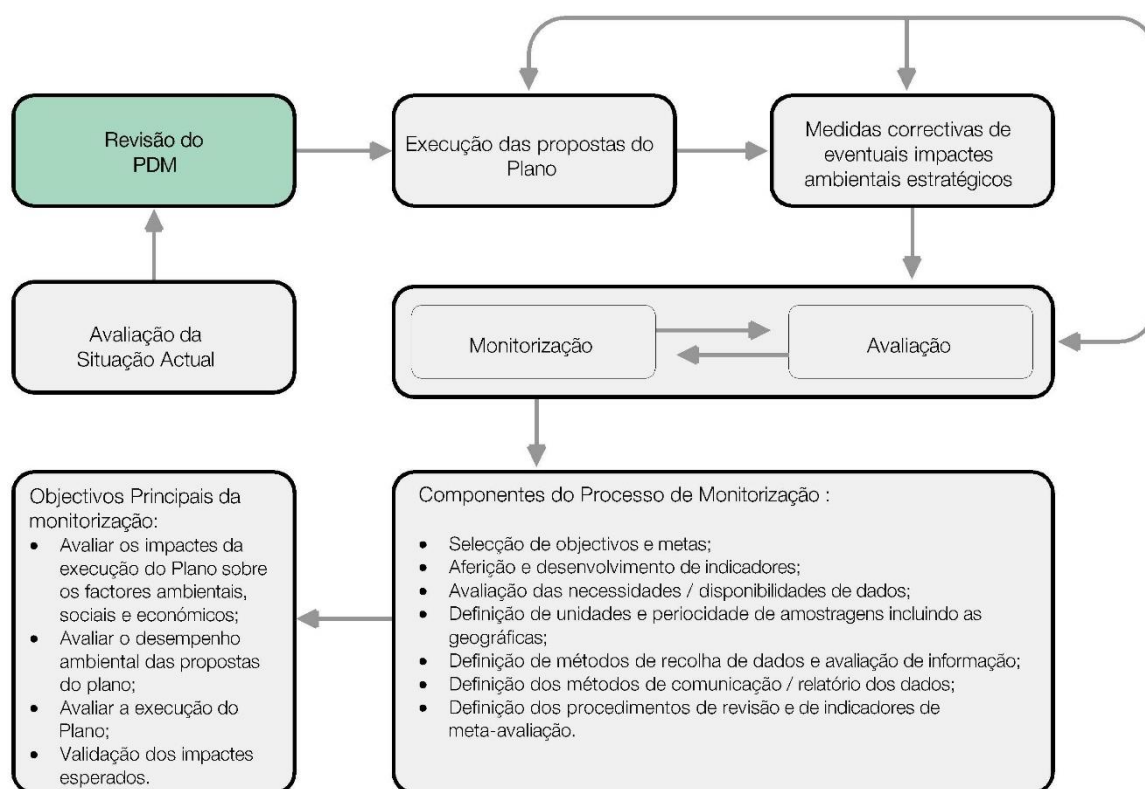 Revisão do
PDM
Execução das propostas do
Plano
Medidas correctivas de
eventuais impactes
ambientais estratégicos
Avaliação da
Situação Actual
Monitorização
Avaliação
Objectivos Principais da
monitorização:
• Avaliar os impactes da
execução do Plano sobre
os factores ambientais,
sociais e económicos;
• Avaliar o desempenho
ambiental das propostas
do plano;
• Avaliar a execução do
Plano;
• Validação dos impactes
esperados.
Componentes do Processo de Monitorização :
• Selecção de objectivos e metas;
• Aferição e desenvolvimento de indicadores;
• Avaliação das necessidades / disponibilidades de dados;
• Definição de unidades e periocidade de amostragens incluindo as
geográficas;
• Definição de métodos de recolha de dados e avaliação de informação;
• Definição dos métodos de comunicação / relatório dos dados;
• Definição dos procedimentos de revisão e de indicadores de
meta-avaliação.